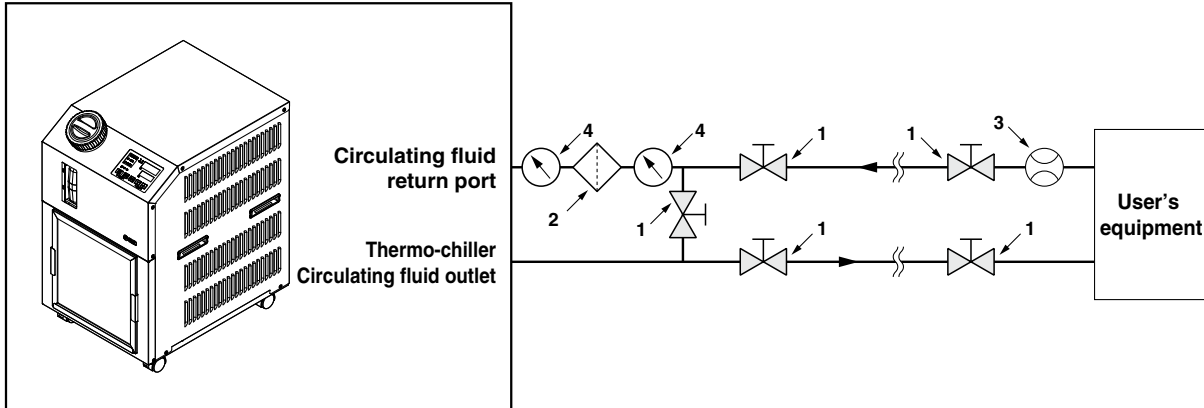 4
4
1
1
3
Circulating fluid
return port
2
1
User's
equipment
Thermo-chiller
Circulating fluid outlet
1
1